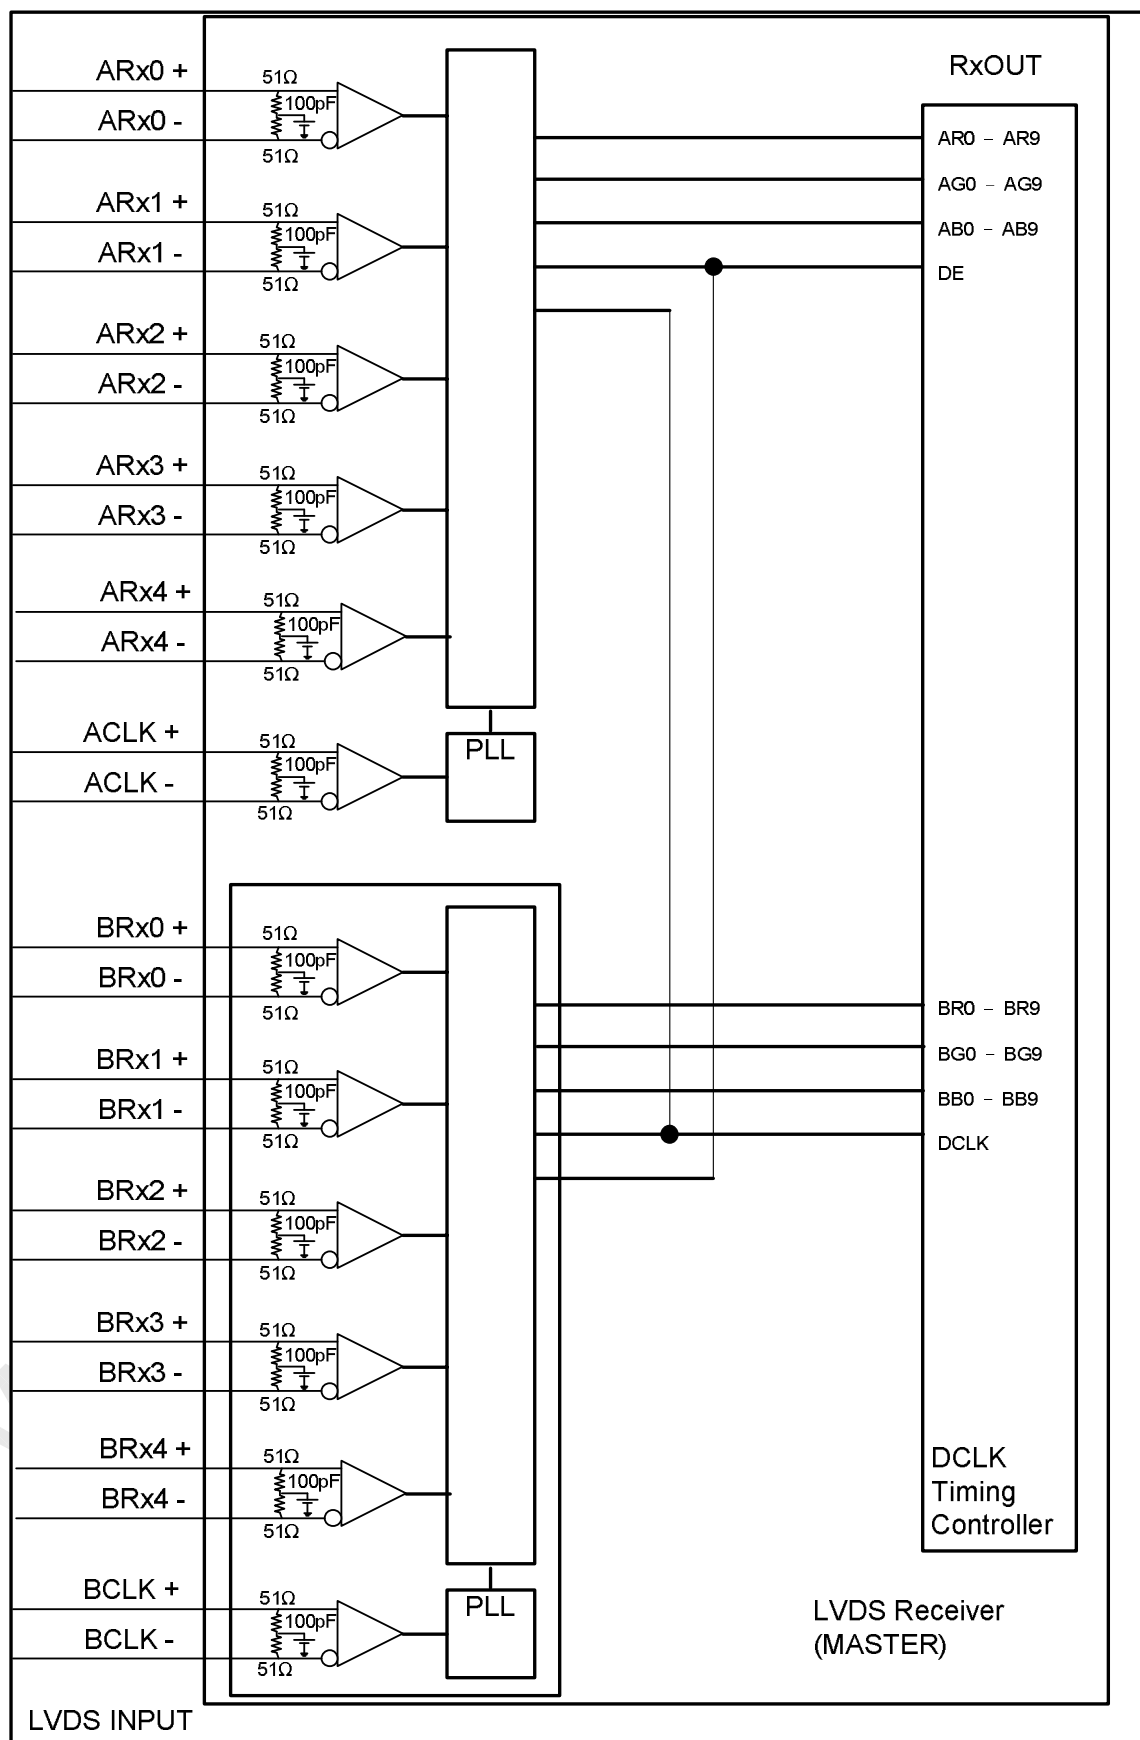 RxOUT
ARx0 +
51Ω
100pF
ARx0 -
51Ω
AR0 – AR9
AG0 – AG9
ARx1 +
51Ω
100pF
AB0 – AB9
ARx1 -
51Ω
DE
ARx2 +
51Ω
100pF
ARx2 -
51Ω
ARx3 +
51Ω
100pF
ARx3 -
51Ω
ARx4 +
51Ω
100pF
ARx4 -
51Ω
ACLK +
51Ω
PLL
100pF
ACLK -
51Ω
BRx0 +
51Ω
100pF
BRx0 -
51Ω
BR0 – BR9
BG0 – BG9
BRx1 +
51Ω
100pF
BB0 – BB9
BRx1 -
51Ω
DCLK
BRx2 +
51Ω
100pF
BRx2 -
51Ω
BRx3 +
51Ω
100pF
BRx3 -
51Ω
BRx4 +
51Ω
100pF
BRx4 -
51Ω
DCLK
Timing
Controller
BCLK +
51Ω
PLL
100pF
BCLK -
51Ω
LVDS Receiver
(MASTER)
LVDS INPUT